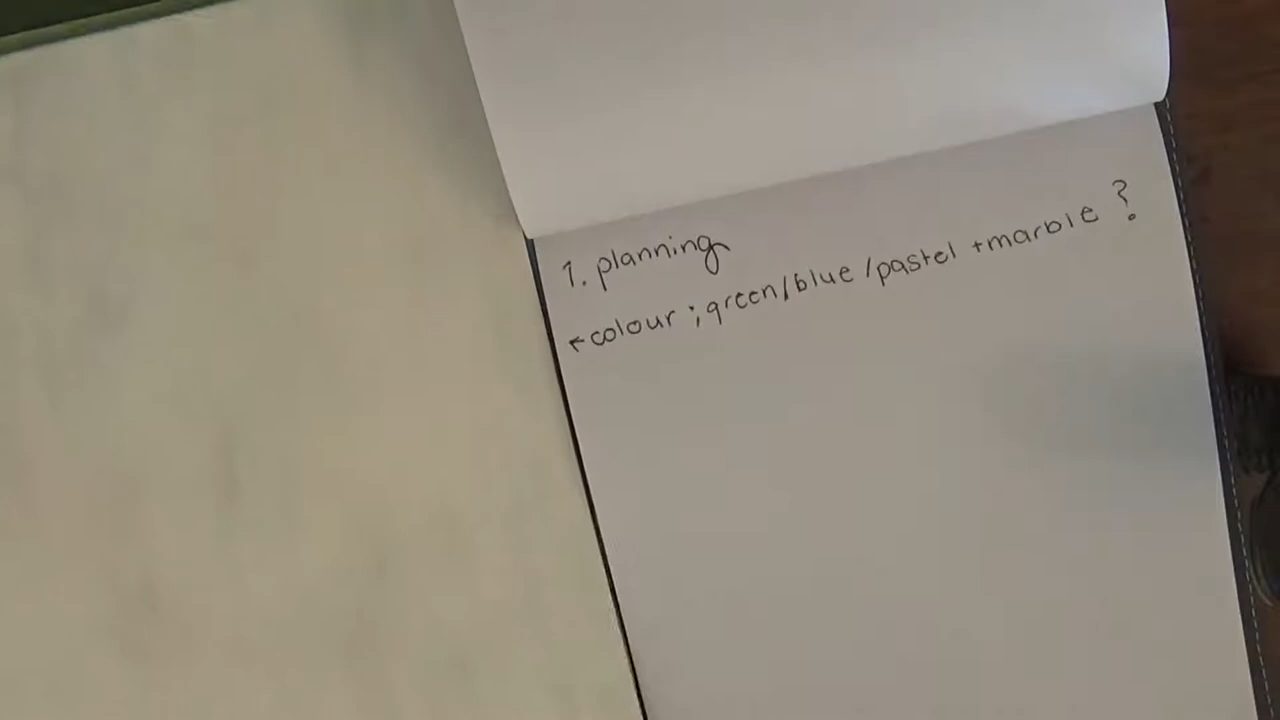 1. planning
←colour ; green/blue /pastel +marble ?